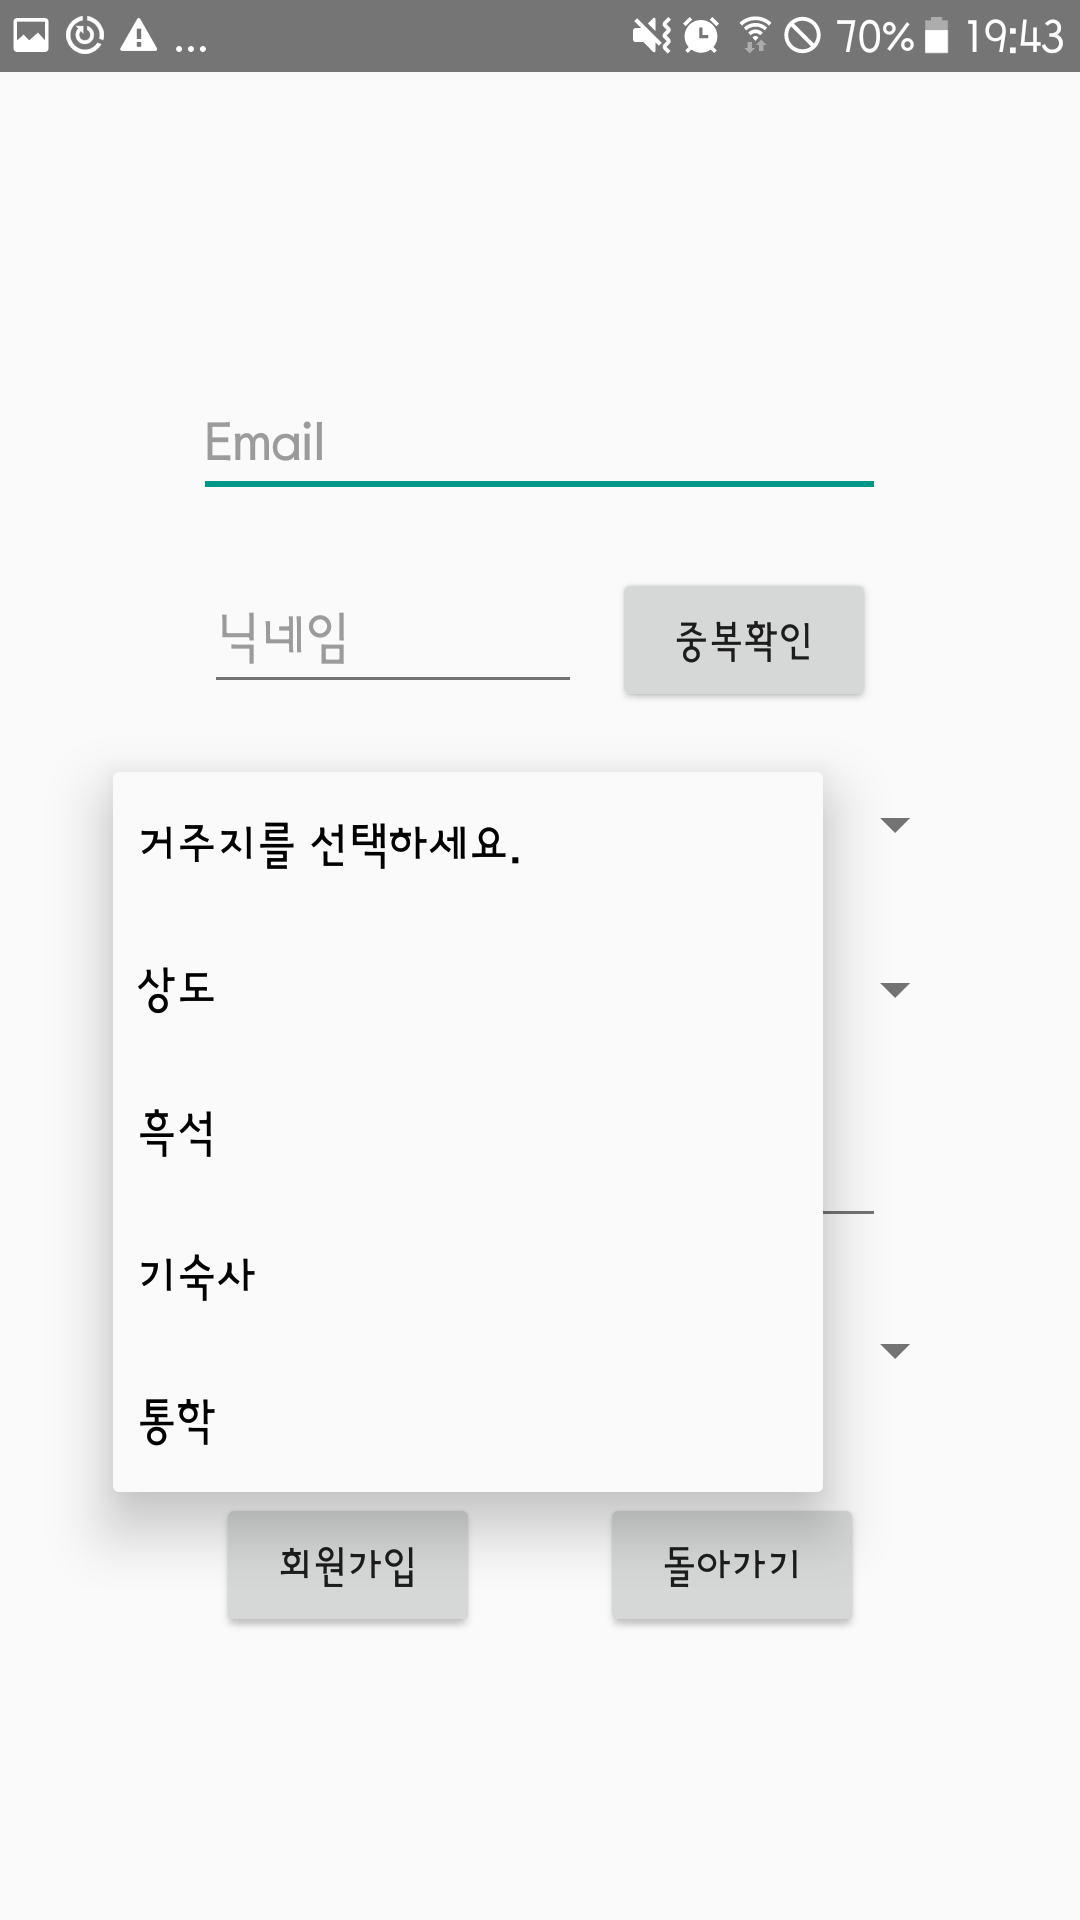 ... 70% 19:43
Email
닉네임 중복확인
거주지를 선택하세요.
상도
흑석
기숙사
통학
회원가입 돌아가기